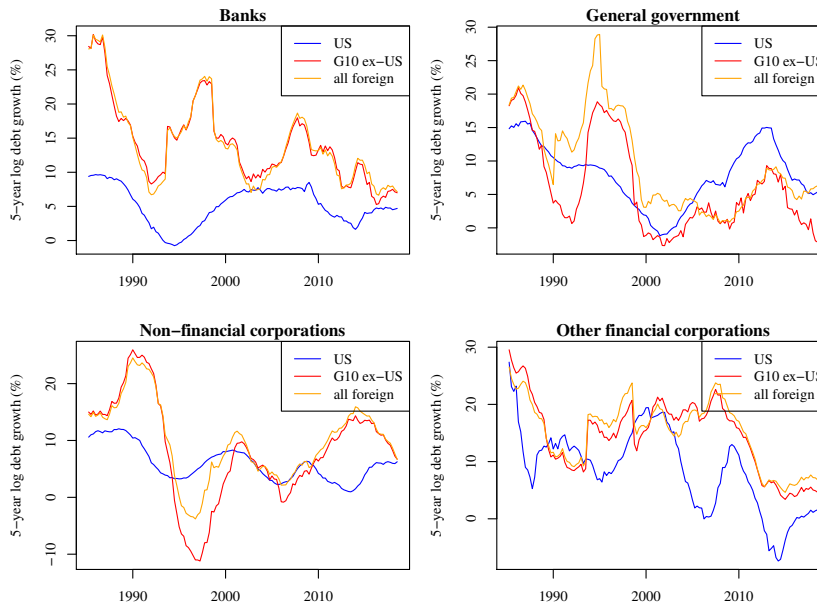 Banks
5-year log debt growth (%)
30
25
20
15
10
5
0
1990 2000 2010
US
G10 ex-US
all foreign
General government
5-year log debt growth (%)
30
20
15
10
5
0
1990 2000 2010
US
G10 ex-US
all foreign
Non-financial corporations
5-year log debt growth (%)
20
10
0
-10
1990 2000 2010
US
G10 ex-US
all foreign
Other financial corporations
5-year log debt growth (%)
30
20
10
0
1990 2000 2010
US
G10 ex-US
all foreign